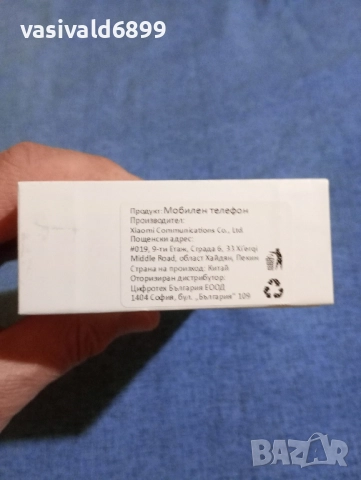 vasivald6899
Продукт: Мобилен телефон
Производител:
Xiaomi Communications Co., Ltd.
Пощенски адрес:
#019, 9-ти Етаж, Сграда 6, 33 Xi'erqi
Middle Road, област Хайдян, Пекин
Страна на произход: Китай
Оторизиран дистрибутор:
Цифротех България ЕООД
1404 София, бул. „България" 109
BAZAR
bg